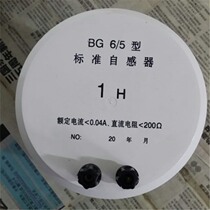 BG 6/5 型
标准自感器
1 H
额定电流<0.04A, 直流电阻<200Ω
NO: 20 年 月